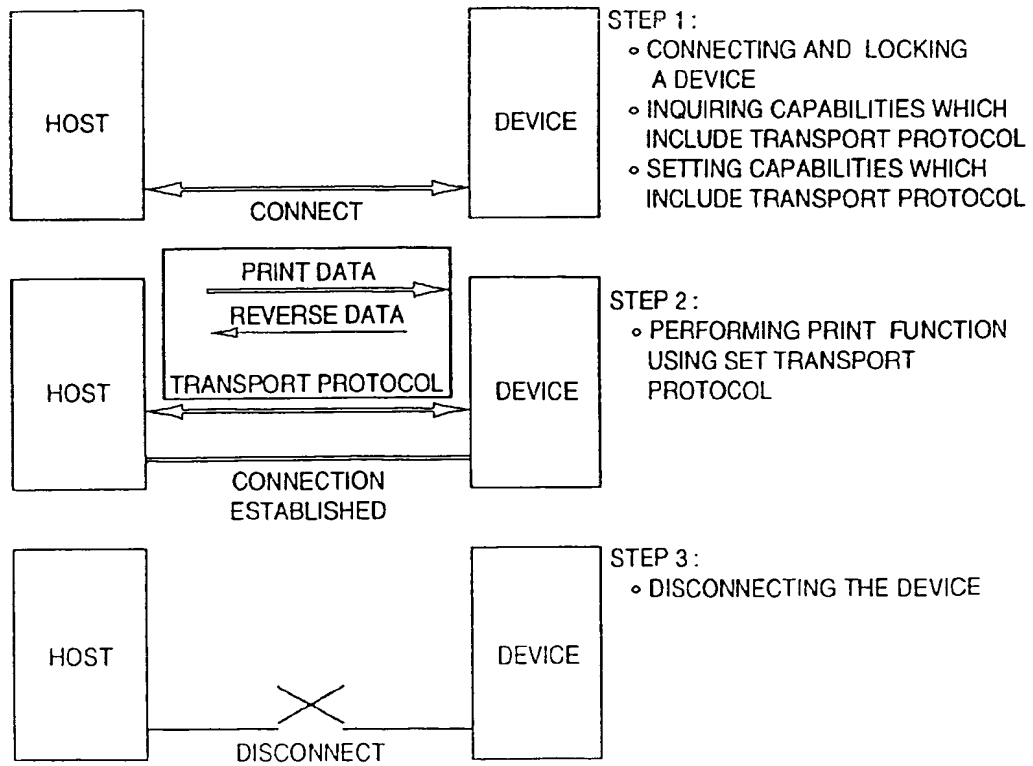 HOST
DEVICE
CONNECT
STEP 1 :
∘ CONNECTING AND LOCKING
A DEVICE
∘ INQUIRING CAPABILITIES WHICH
INCLUDE TRANSPORT PROTOCOL
∘ SETTING CAPABILITIES WHICH
INCLUDE TRANSPORT PROTOCOL
PRINT DATA
REVERSE DATA
TRANSPORT PROTOCOL
HOST
DEVICE
CONNECTION
ESTABLISHED
STEP 2 :
∘ PERFORMING PRINT FUNCTION
USING SET TRANSPORT
PROTOCOL
HOST
DEVICE
DISCONNECT
STEP 3 :
∘ DISCONNECTING THE DEVICE